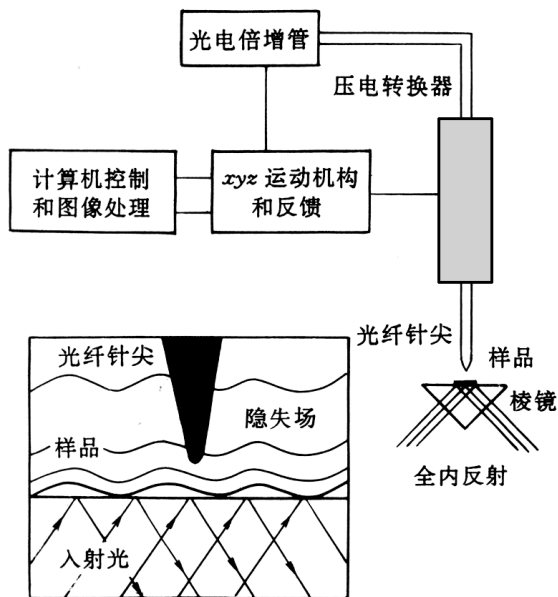 光电倍增管
压电转换器
计算机控制
和图像处理
xyz 运动机构
和反馈
光纤针尖
样品
棱镜
全内反射
光纤针尖
隐失场
样品
入射光